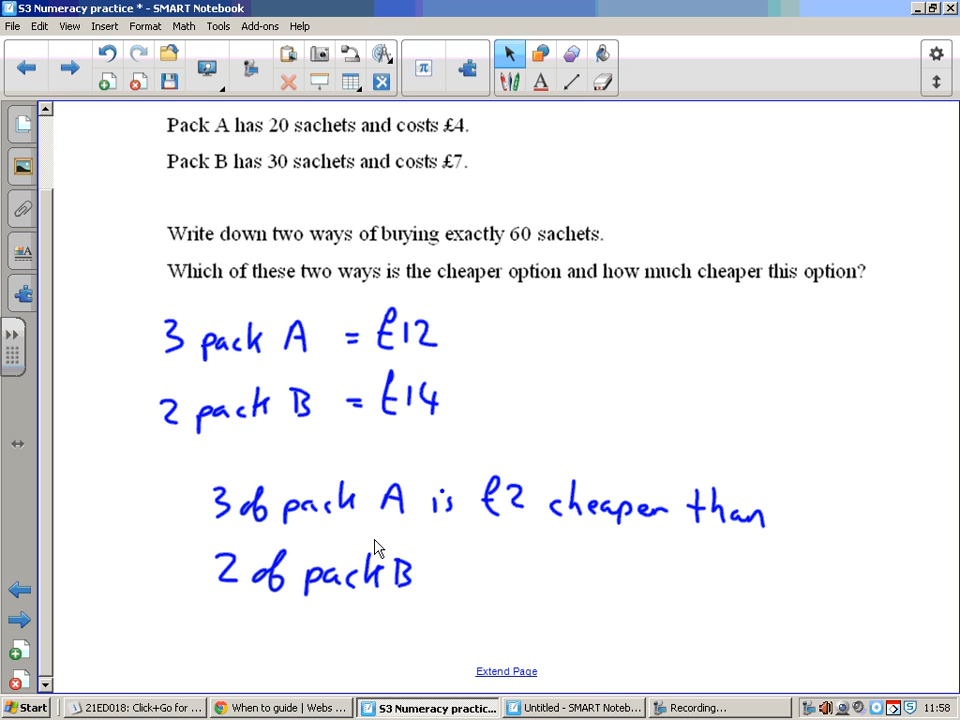 S3 Numeracy practice * - SMART Notebook
File Edit View Insert Format Math Tools Add-ons Help
Pack A has 20 sachets and costs £4.
Pack B has 30 sachets and costs £7.
Write down two ways of buying exactly 60 sachets.
Which of these two ways is the cheaper option and how much cheaper this option?
3 pack A = £12
2 pack B = £14
3 of pack A is £2 cheaper than
2 of pack B
Extend Page
Start 21ED018: Click+Go for ... When to guide | Webs ... S3 Numeracy practic... Untitled - SMART Noteb... Recording... 11:58